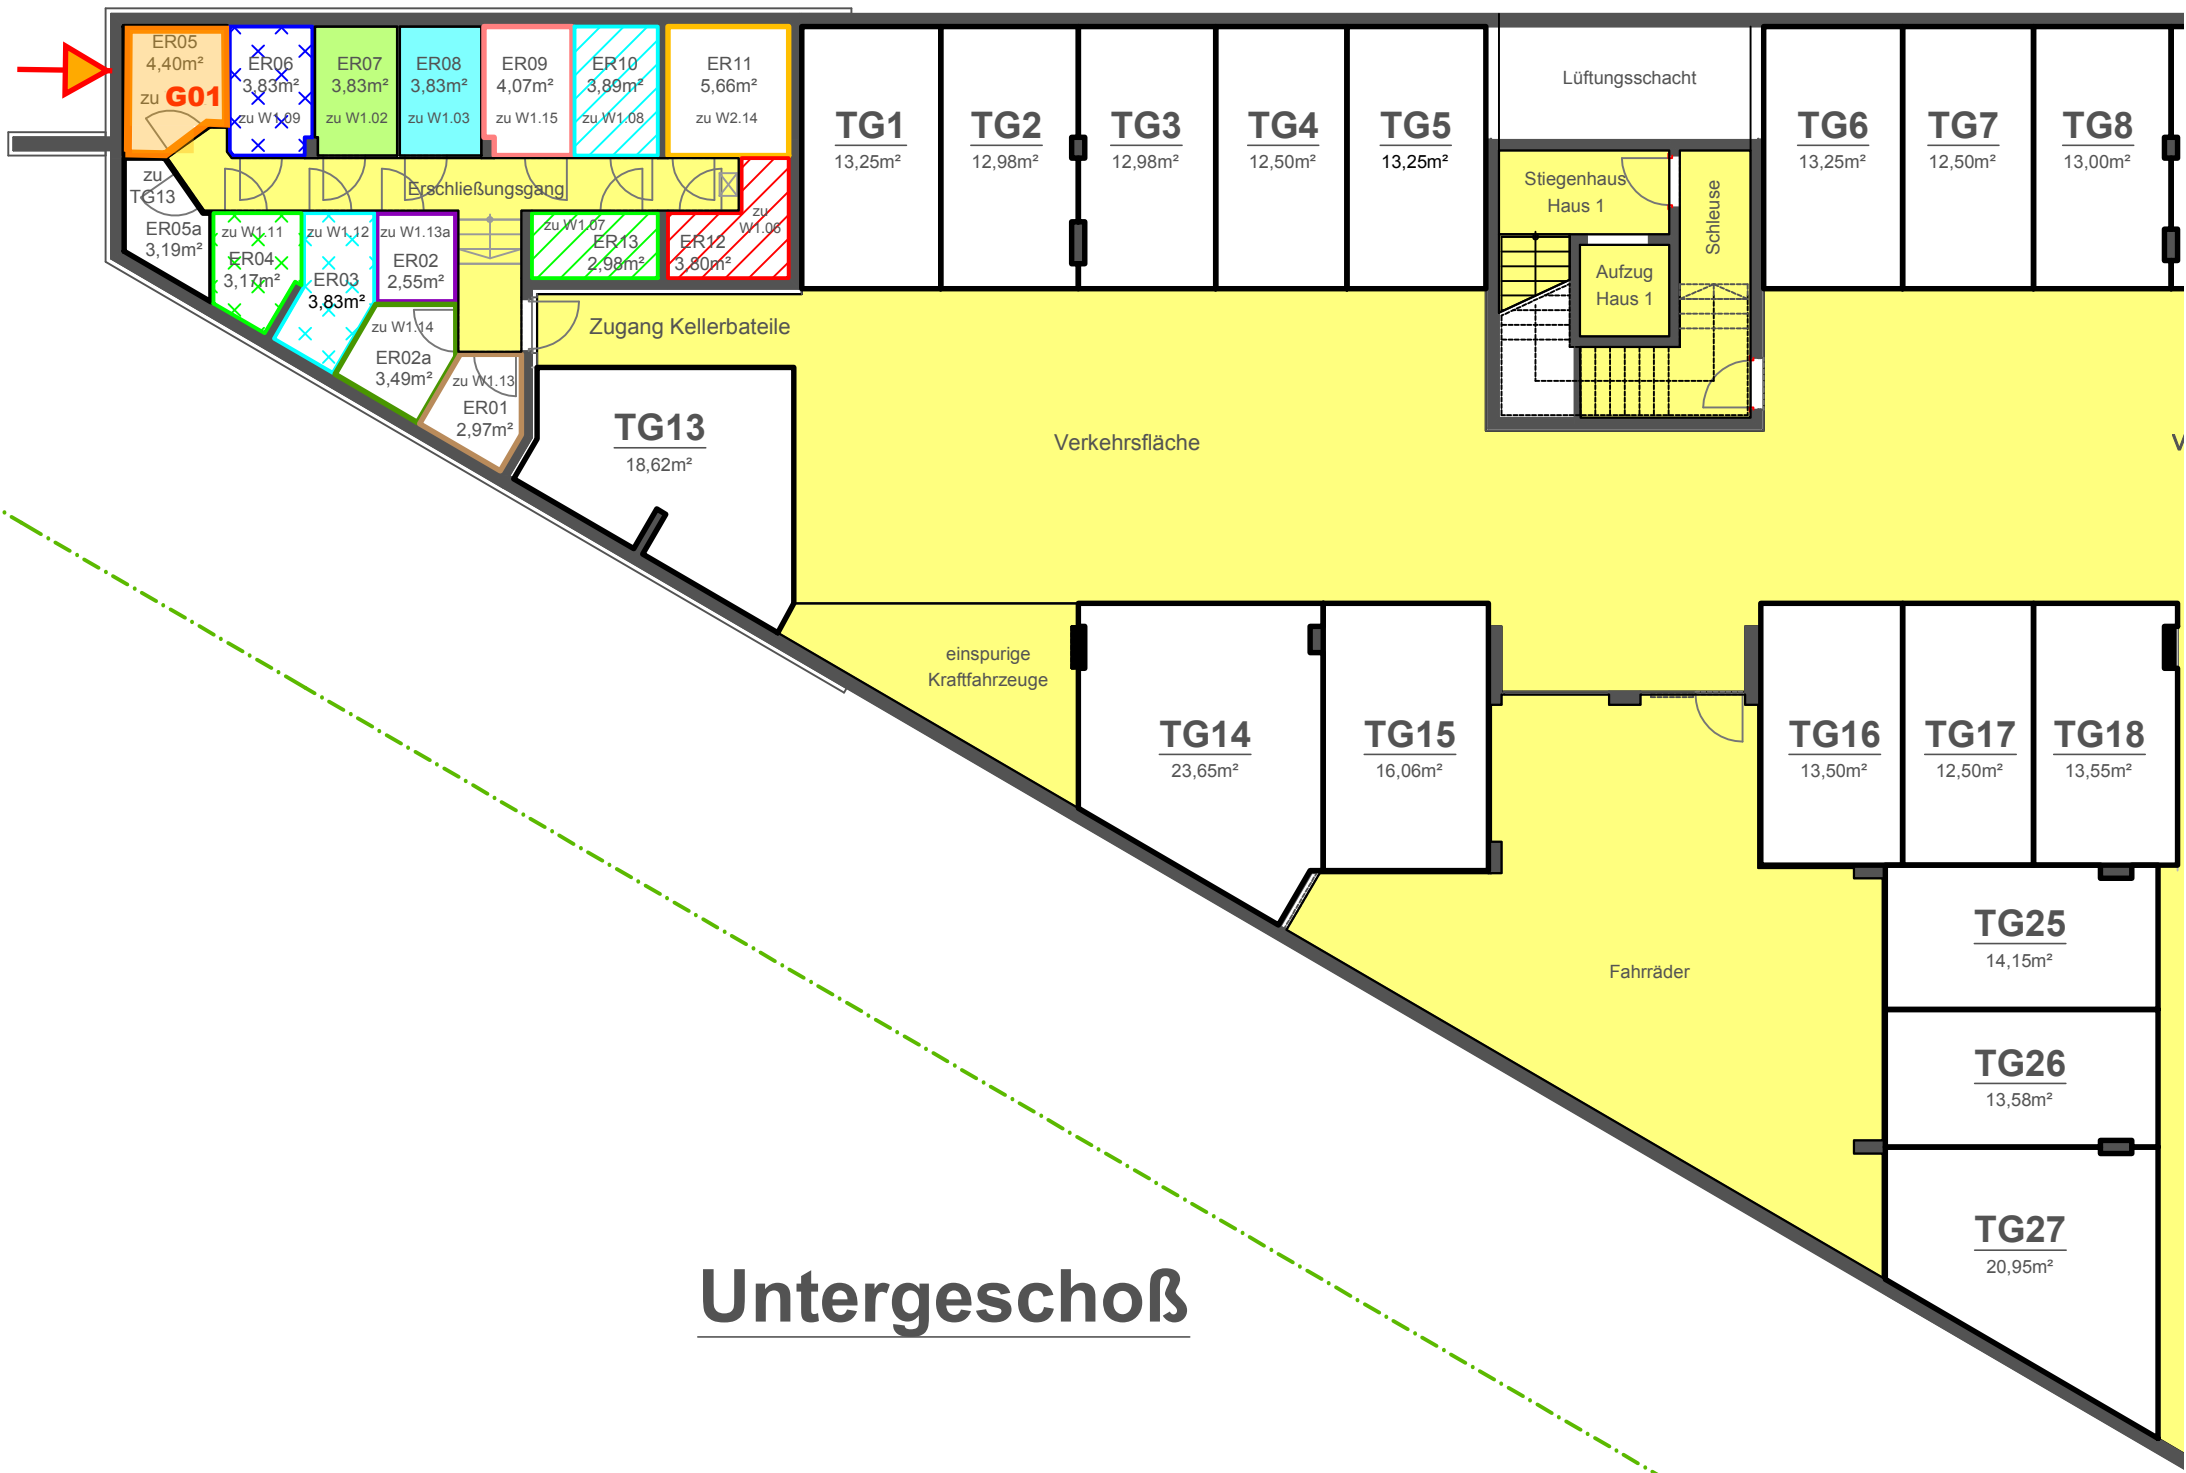 ER05
4,40m²
zu G01
ER06
3,83m²
zu W1.09
ER07
3,83m²
zu W1.02
ER08
3,83m²
zu W1.03
ER09
4,07m²
zu W1.15
ER10
3,89m²
zu W1.08
ER11
5,66m²
zu W2.14
TG1
13,25m²
TG2
12,98m²
TG3
12,98m²
TG4
12,50m²
TG5
13,25m²
Lüftungsschacht
TG6
13,25m²
TG7
12,50m²
TG8
13,00m²
Erschließungsgang
zu
TG13
ER05a
3,19m²
zu W1.11
ER04
3,17m²
zu W1.12
ER03
3,83m²
zu W1.13a
ER02
2,55m²
zu W1.07
ER13
2,98m²
zu
W1.06
ER12
3,80m²
Stiegenhaus
Haus 1
Schleuse
Aufzug
Haus 1
zu W1.14
ER02a
3,49m²
zu W1.13
ER01
2,97m²
Zugang Kellerbateile
TG13
18,62m²
Verkehrsfläche
V
einspurige
Kraftfahrzeuge
TG14
23,65m²
TG15
16,06m²
TG16
13,50m²
TG17
12,50m²
TG18
13,55m²
Fahrräder
TG25
14,15m²
TG26
13,58m²
TG27
20,95m²
Untergeschoß